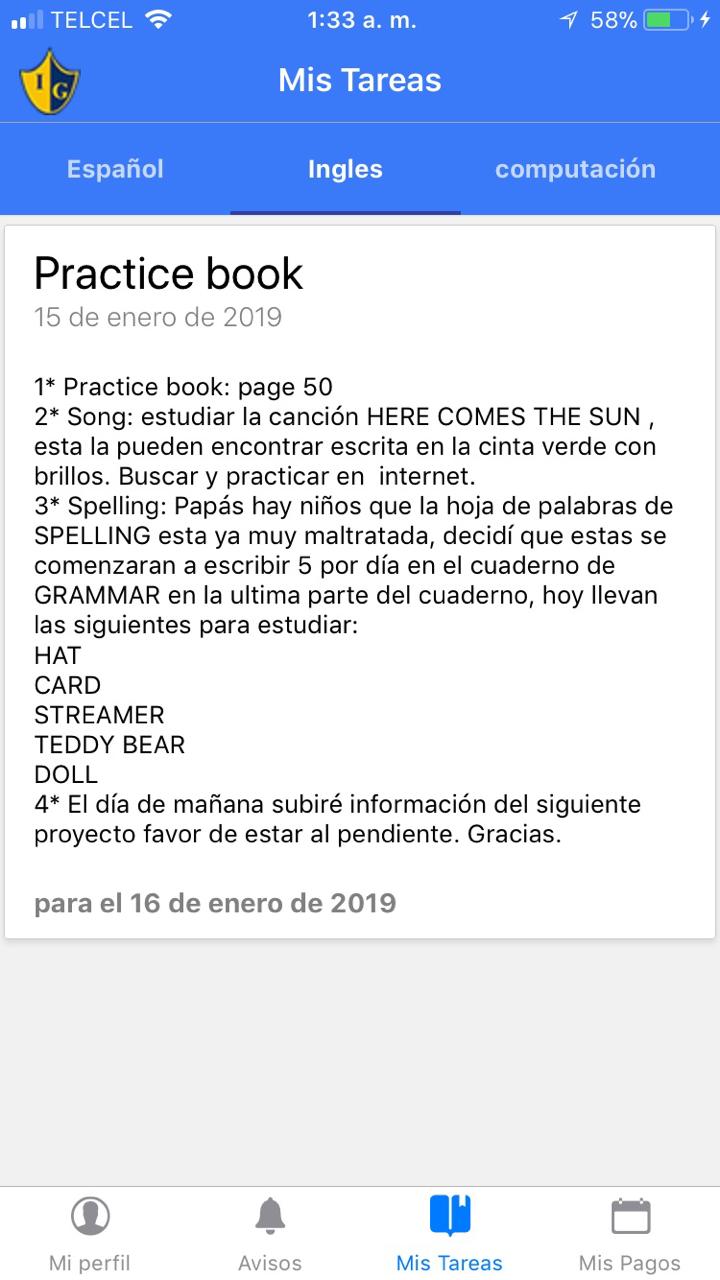 TELCEL 1:33 a. m. 58%
I G
Mis Tareas
Español Ingles computación
Practice book
15 de enero de 2019
1* Practice book: page 50
2* Song: estudiar la canción HERE COMES THE SUN ,
esta la pueden encontrar escrita en la cinta verde con
brillos. Buscar y practicar en  internet.
3* Spelling: Papás hay niños que la hoja de palabras de
SPELLING esta ya muy maltratada, decidí que estas se
comenzaran a escribir 5 por día en el cuaderno de
GRAMMAR en la ultima parte del cuaderno, hoy llevan
las siguientes para estudiar:
HAT
CARD
STREAMER
TEDDY BEAR
DOLL
4* El día de mañana subiré información del siguiente
proyecto favor de estar al pendiente. Gracias.
para el 16 de enero de 2019
Mi perfil Avisos Mis Tareas Mis Pagos